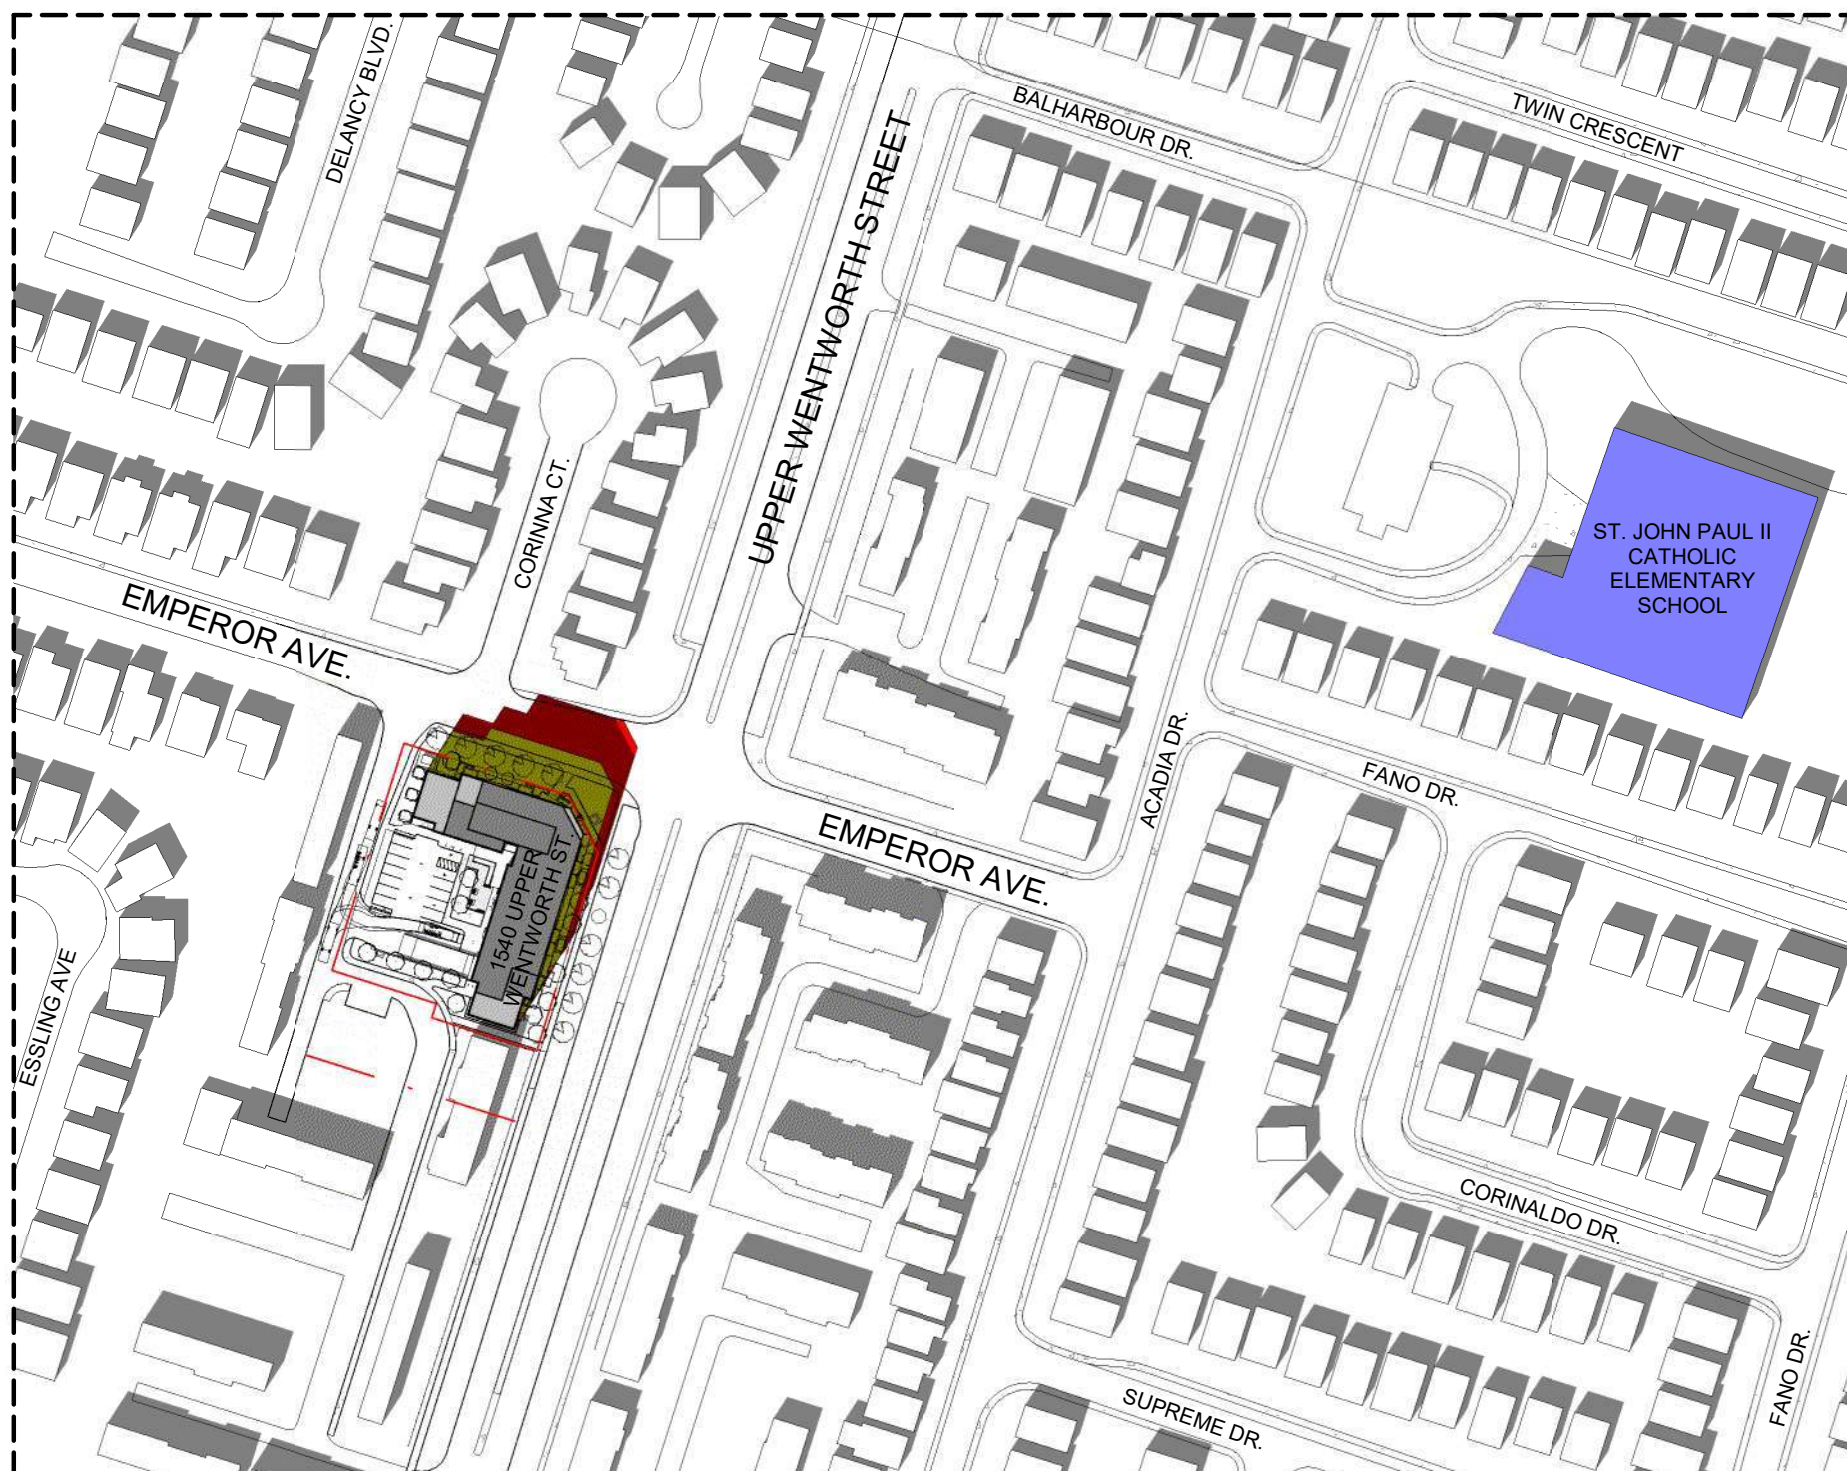 DELANCY BLVD.
BALHARBOUR DR.
TWIN CRESCENT
UPPER WENTWORTH STREET
CORINNA CT.
ST. JOHN PAUL II
CATHOLIC
ELEMENTARY
SCHOOL
EMPEROR AVE.
ACADIA DR.
FANO DR.
EMPEROR AVE.
1540 UPPER
WENTWORTH ST.
ESSLING AVE
CORINALDO DR.
FANO DR.
SUPREME DR.